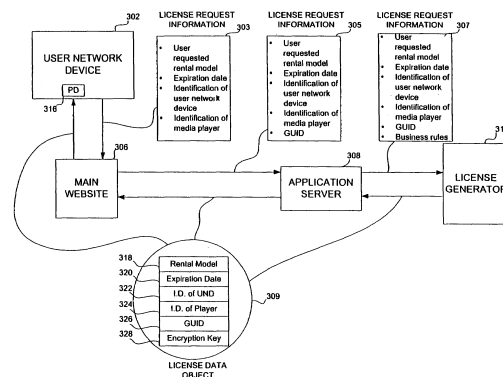 302
USER NETWORK
DEVICE
PD
316
LICENSE REQUEST
INFORMATION
303
• User
requested
rental model
• Expiration date
• Identification of
user network
device
• Identification of
media player
LICENSE REQUEST
INFORMATION
305
• User
requested
rental model
• Expiration date
• Identification of
user network
device
• Identification of
media player
• GUID
LICENSE REQUEST
INFORMATION
307
• User
requested
rental model
• Expiration date
• Identification of
user network
device
• Identification of
media player
• GUID
• Business rules
306
MAIN
WEBSITE
308
APPLICATION
SERVER
31
LICENSE
GENERATOR
318 Rental Model
320 Expiration Date
322 I.D. of UND
324 I.D. of Player
326 GUID
328 Encryption Key
309
LICENSE DATA
OBJECT